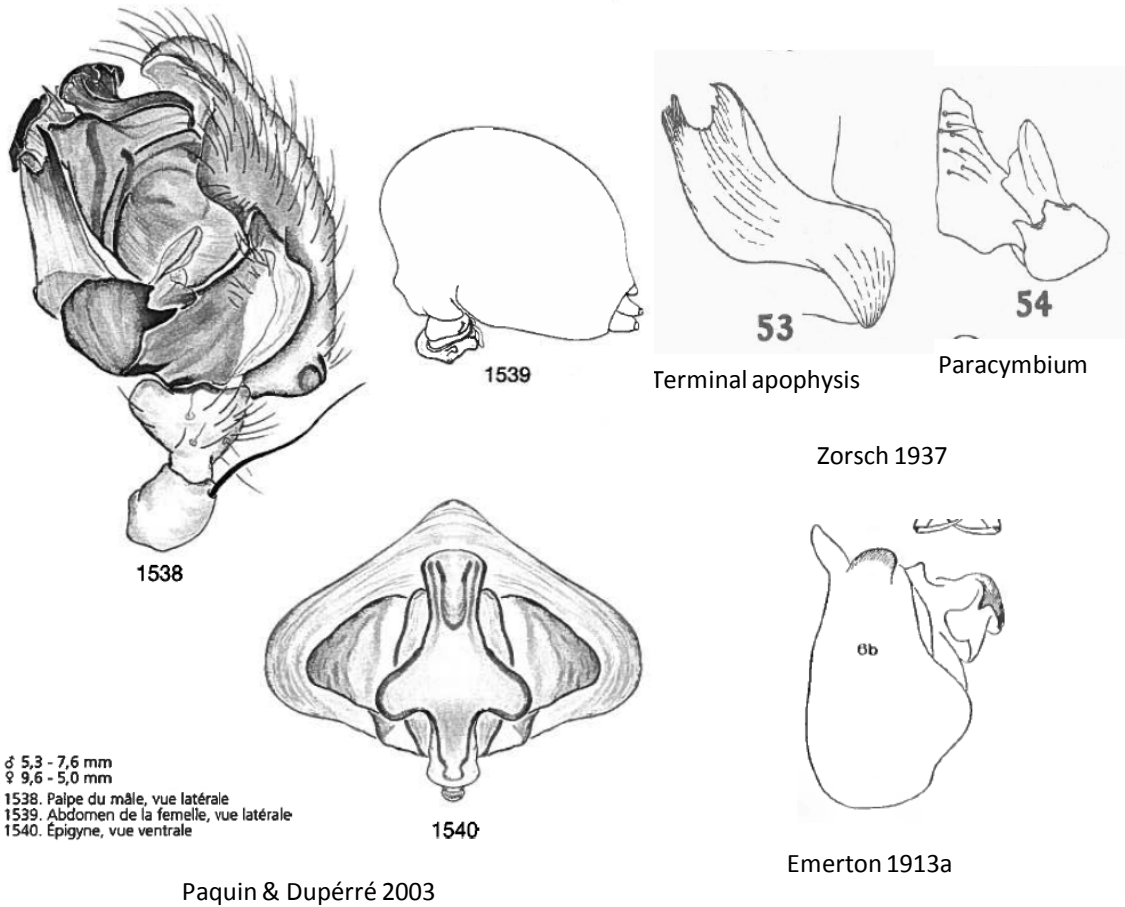 1538
1539
53
54
Terminal apophysis
Paracymbium
Zorsch 1937
1540
6b
♂ 5,3 - 7,6 mm
♀ 9,6 - 5,0 mm
1538. Palpe du mâle, vue latérale
1539. Abdomen de la femelle, vue latérale
1540. Épigyne, vue ventrale
Paquin & Dupérré 2003
Emerton 1913a